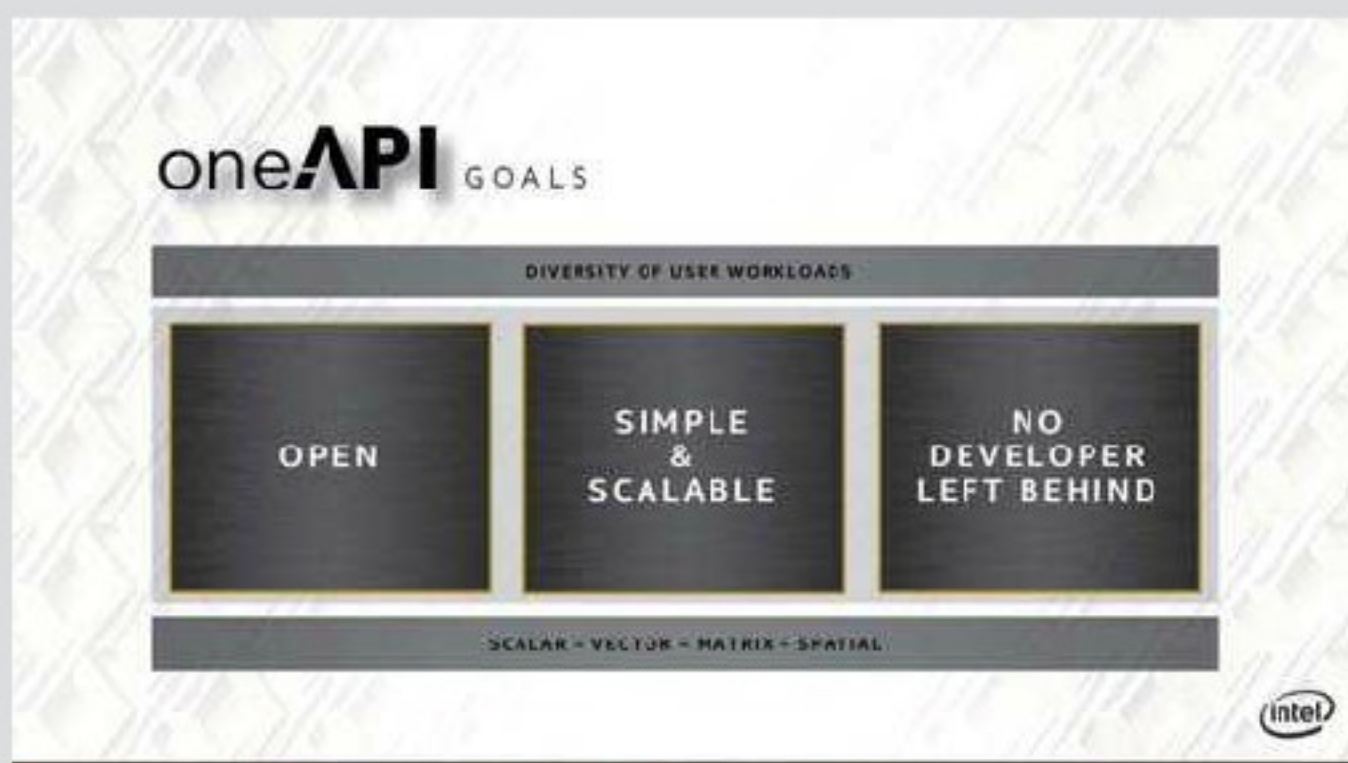 oneAPI GOALS
DIVERSITY OF USER WORKLOADS
OPEN
SIMPLE
&
SCALABLE
NO
DEVELOPER
LEFT BEHIND
SCALAR – VECTOR – MATRIX – SPATIAL
intel